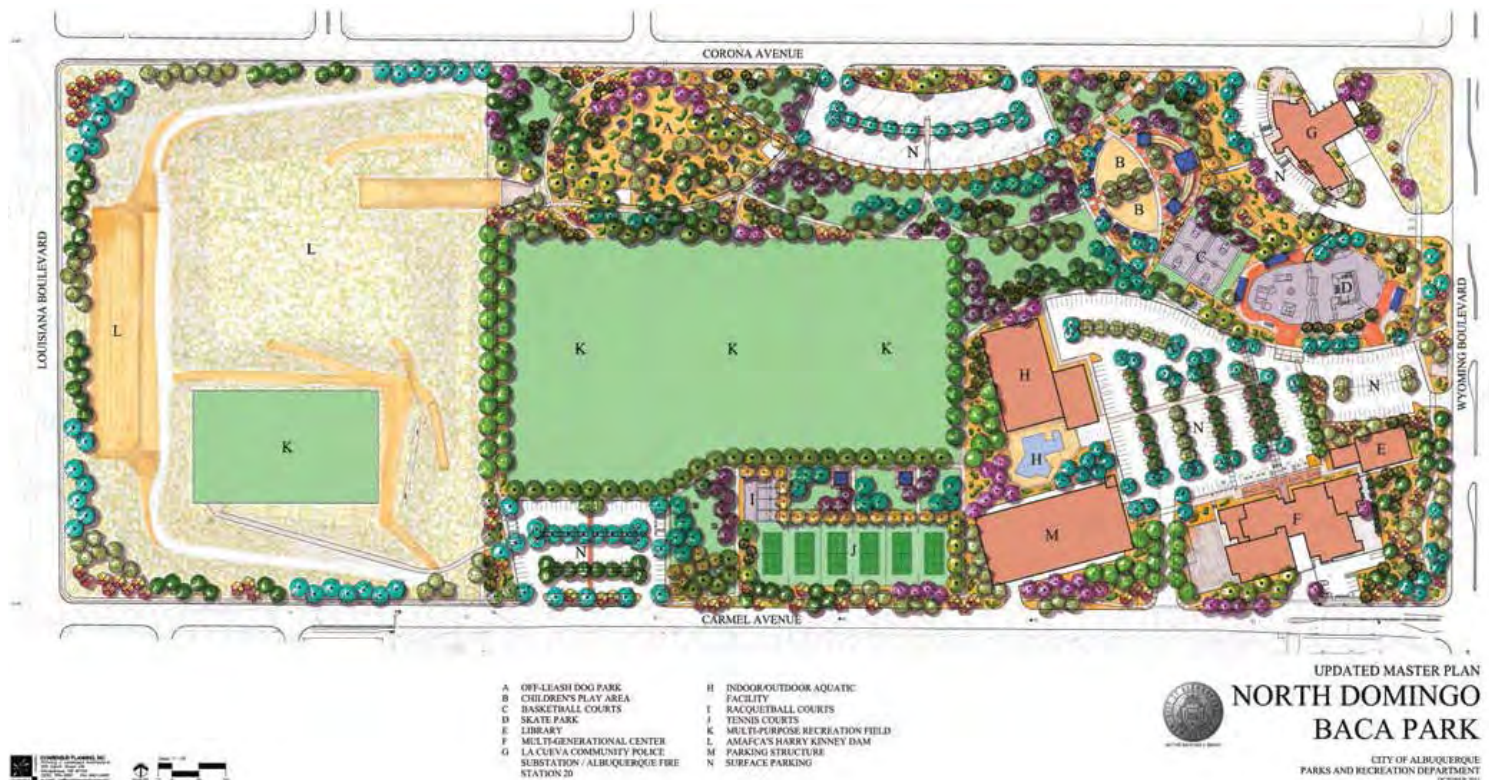 CORONA AVENUE
A
N
G
B
N
B
C
D
L
LOUISIANA BOULEVARD
L
K
K
K
H
N
WYOMING BOULEVARD
K
N
H
E
I
F
N
J
M
CARMEL AVENUE
A OFF-LEASH DOG PARK
B CHILDREN'S PLAY AREA
C BASKETBALL COURTS
D SKATE PARK
E LIBRARY
F MULTI-GENERATIONAL CENTER
G LA CUEVA COMMUNITY POLICE
SUBSTATION / ALBUQUERQUE FIRE
STATION 20
H INDOOR/OUTDOOR AQUATIC
FACILITY
I RACQUETBALL COURTS
J TENNIS COURTS
K MULTI-PURPOSE RECREATION FIELD
L AMAFCA'S HARRY KINNEY DAM
M PARKING STRUCTURE
N SURFACE PARKING
UPDATED MASTER PLAN
NORTH DOMINGO
BACA PARK
CITY OF ALBUQUERQUE
PARKS AND RECREATION DEPARTMENT
CONSENSUS PLANNING, INC.